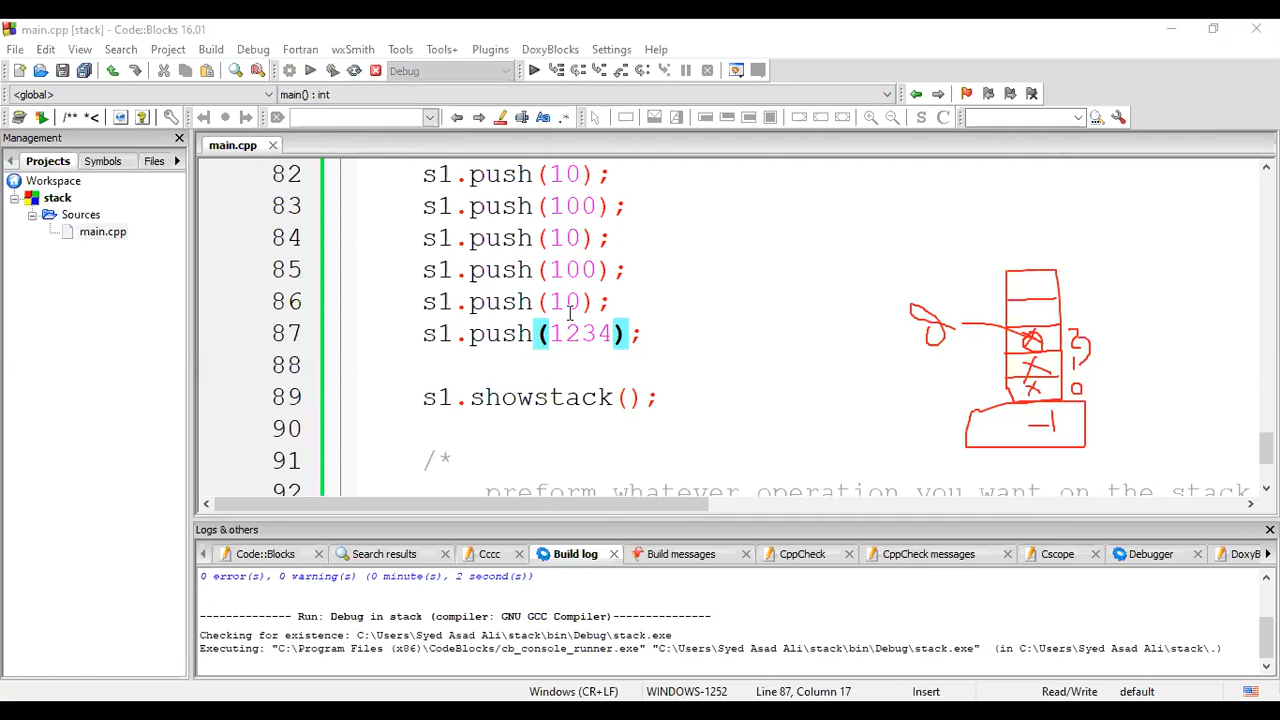 main.cpp [stack] - Code::Blocks 16.01
File Edit View Search Project Build Debug Fortran wxSmith Tools Tools+ Plugins DoxyBlocks Settings Help
Debug
<global> main() : int
/** *< Aa .* S C
Management main.cpp
Projects Symbols Files
Workspace
stack
Sources
main.cpp
82 s1.push(10);
83 s1.push(100);
84 s1.push(10);
85 s1.push(100);
86 s1.push(10);
87 s1.push(1234);
88
89 s1.showstack();
90
91 /*
92 preform whatever operation you want on the stack
2
1
0
-1
Logs & others
Code::Blocks Search results Cccc Build log Build messages CppCheck CppCheck messages Cscope Debugger DoxyB
0 error(s), 0 warning(s) (0 minute(s), 2 second(s))
-------------- Run: Debug in stack (compiler: GNU GCC Compiler)---------------
Checking for existence: C:\Users\Syed Asad Ali\stack\bin\Debug\stack.exe
Executing: "C:\Program Files (x86)\CodeBlocks/cb_console_runner.exe" "C:\Users\Syed Asad Ali\stack\bin\Debug\stack.exe" (in C:\Users\Syed Asad Ali\stack\.)
Windows (CR+LF) WINDOWS-1252 Line 87, Column 17 Insert Read/Write default